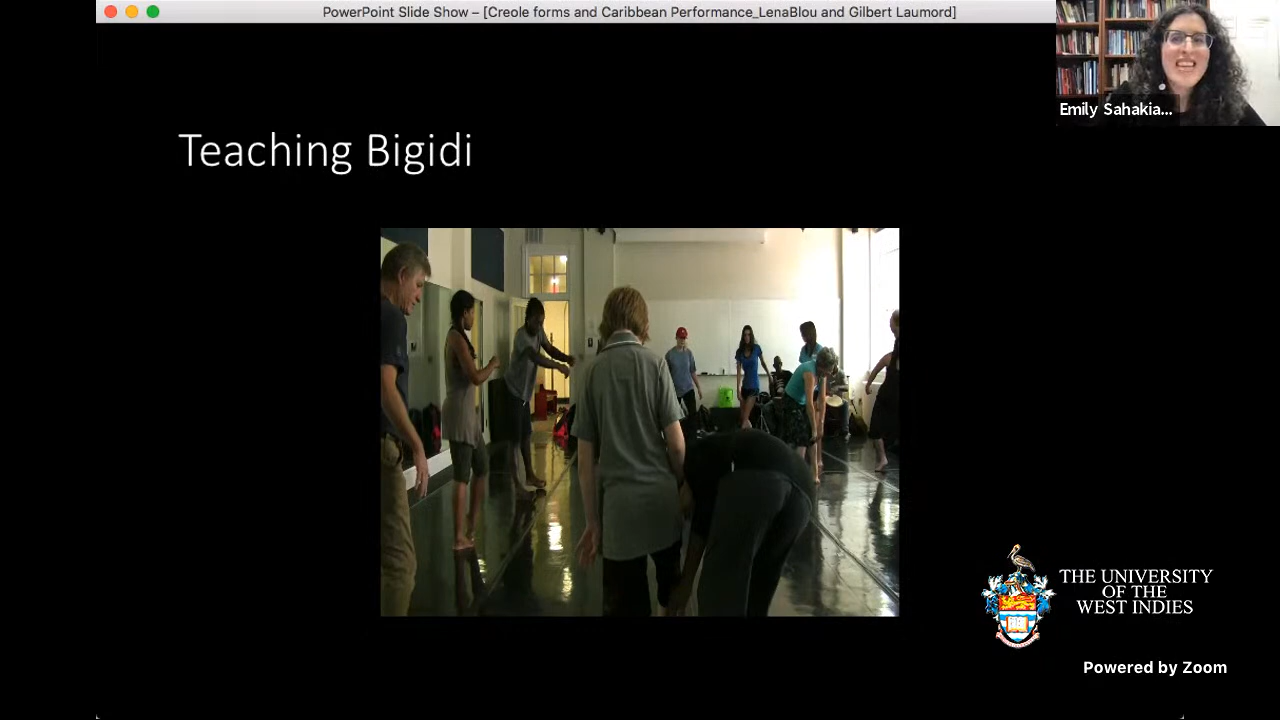 PowerPoint Slide Show – [Creole forms and Caribbean Performance_LenaBlou and Gilbert Laumord]
Emily Sahakia...
Teaching Bigidi
THE UNIVERSITY
OF THE
WEST INDIES
Powered by Zoom